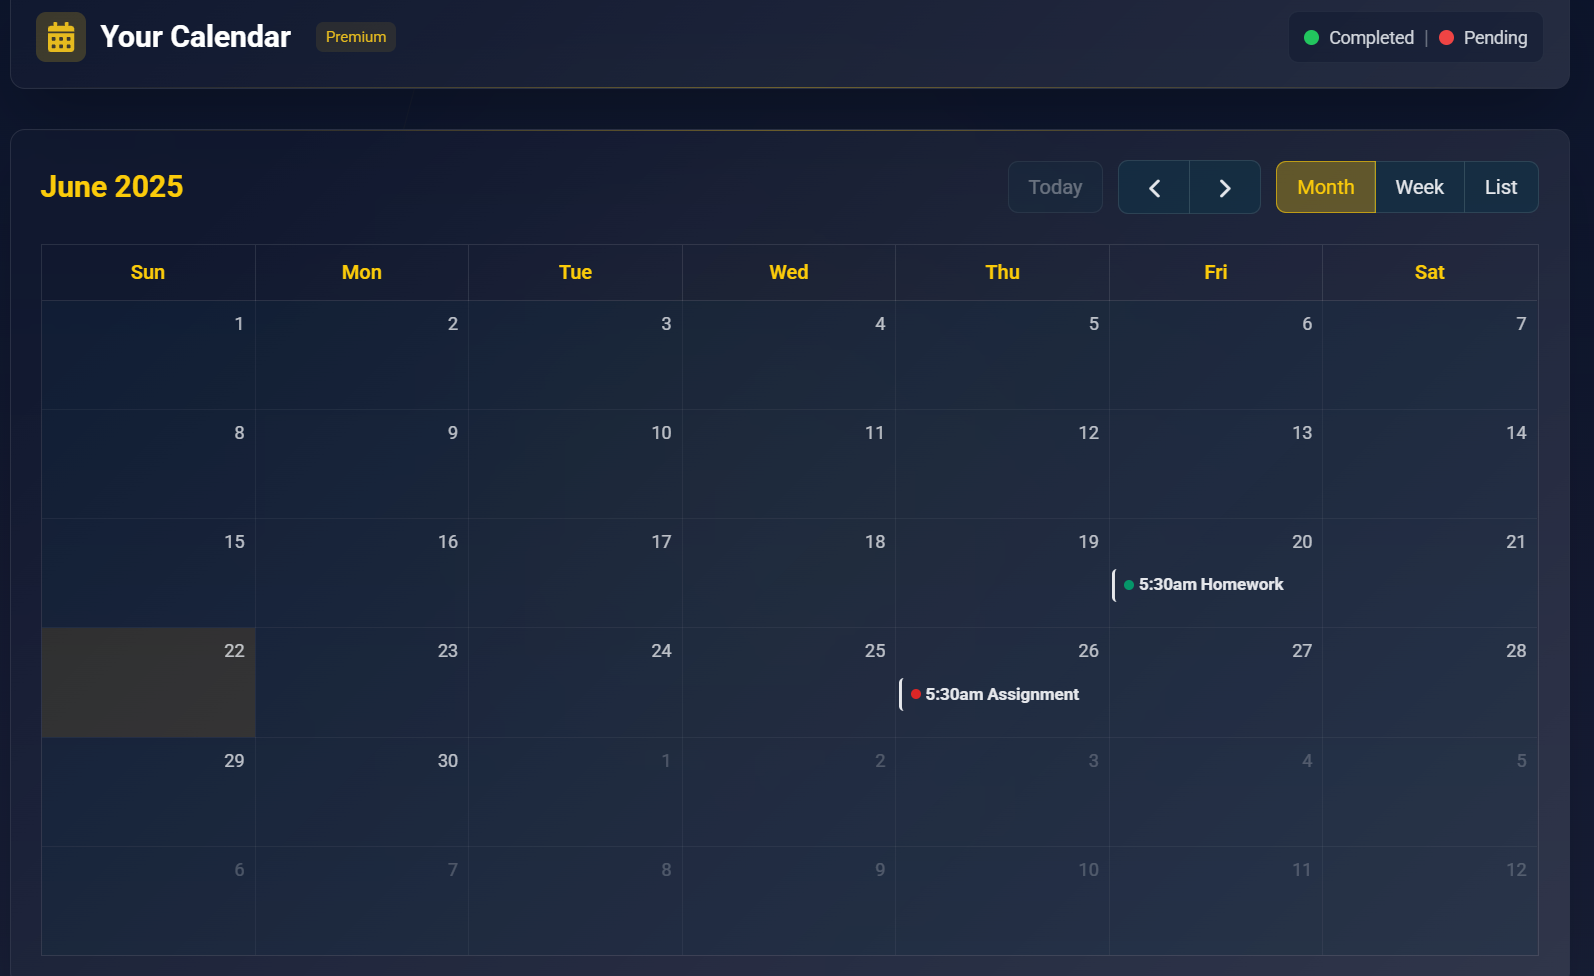 Your Calendar Premium Completed | Pending
June 2025 Today Month Week List
Sun Mon Tue Wed Thu Fri Sat
1 2 3 4 5 6 7
8 9 10 11 12 13 14
15 16 17 18 19 20 21
5:30am Homework
22 23 24 25 26 27 28
5:30am Assignment
29 30 1 2 3 4 5
6 7 8 9 10 11 12